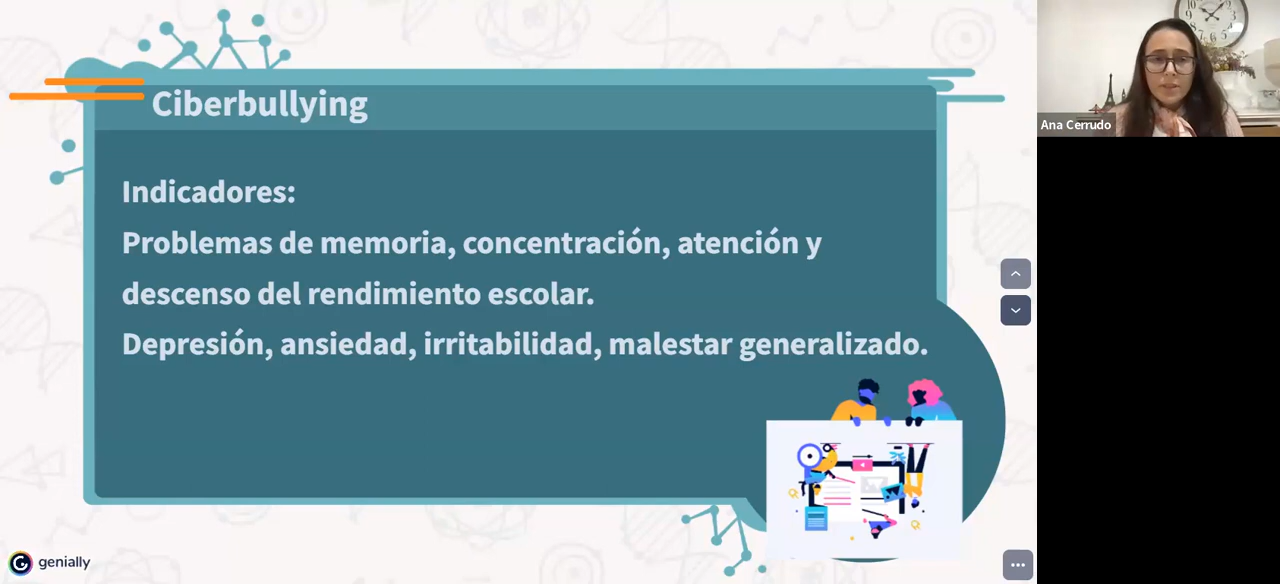 Ciberbullying
Indicadores:
Problemas de memoria, concentración, atención y
descenso del rendimiento escolar.
Depresión, ansiedad, irritabilidad, malestar generalizado.
Ana Cerrudo
genially